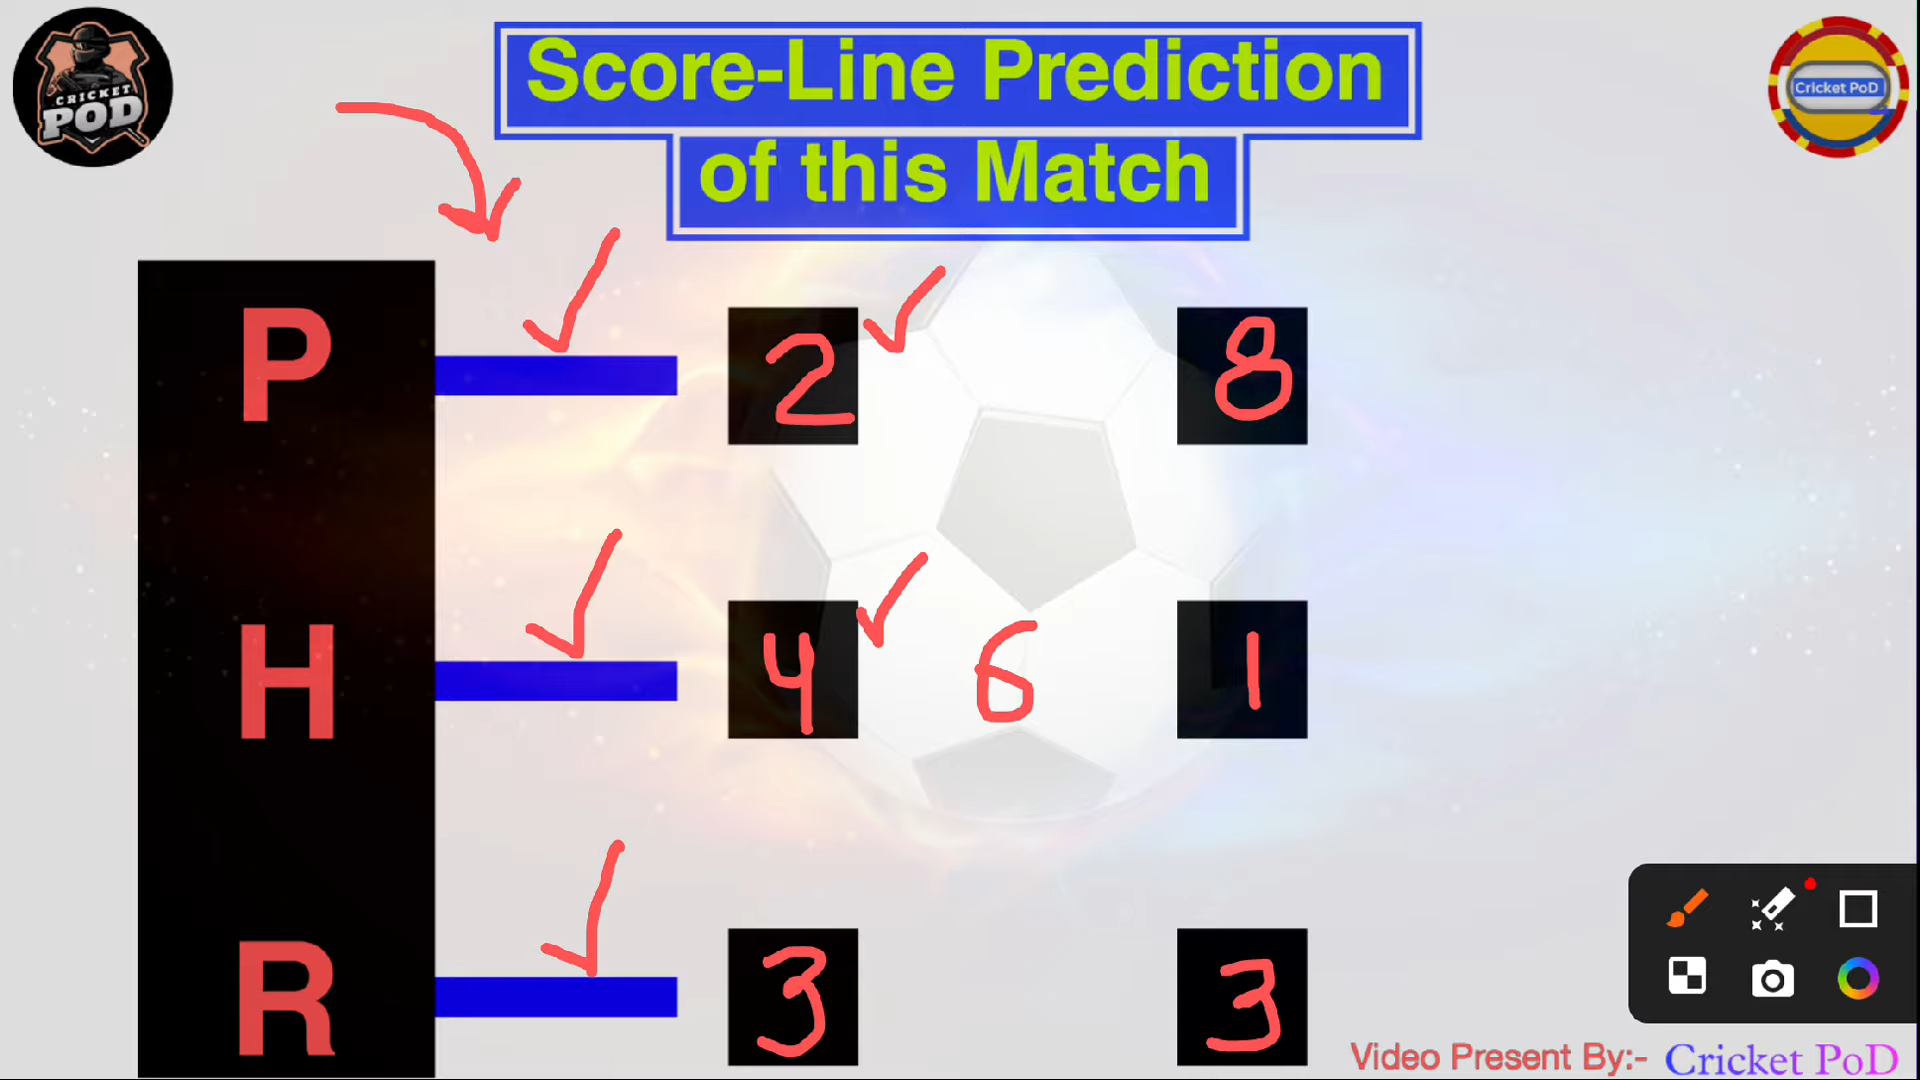 CRICKET
POD
Score-Line Prediction
of this Match
Cricket PoD
P 2 8
H 4 6 1
R 3 3
Video Present By:- Cricket PoD